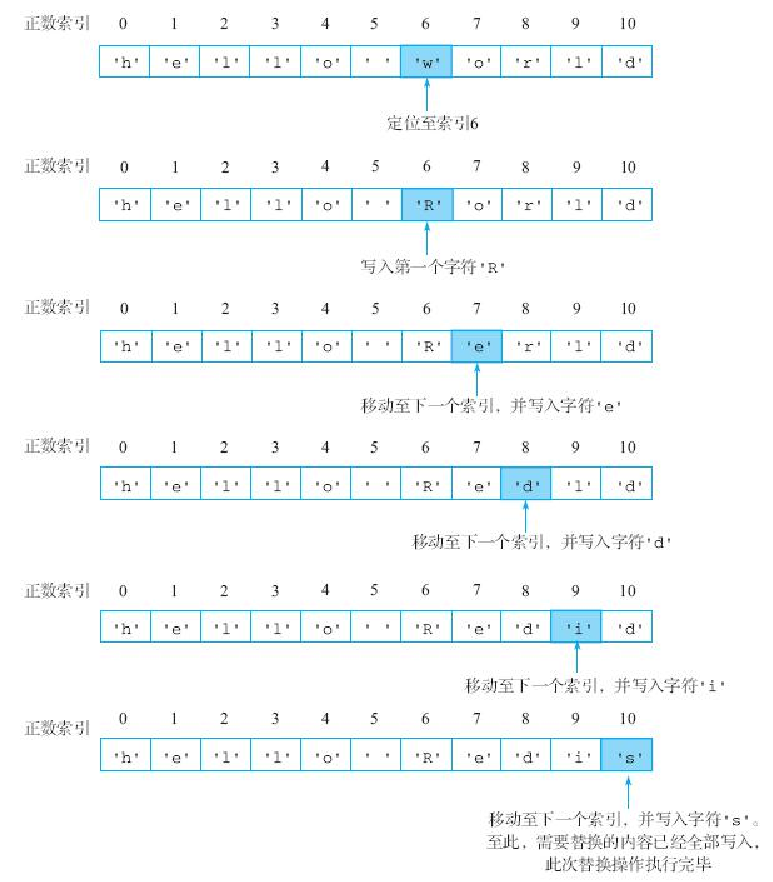 正数索引 0 1 2 3 4 5 6 7 8 9 10
'h' 'e' 'l' 'l' 'o' ' ' 'w' 'o' 'r' 'l' 'd'
定位至索引6
正数索引 0 1 2 3 4 5 6 7 8 9 10
'h' 'e' 'l' 'l' 'o' ' ' 'R' 'o' 'r' 'l' 'd'
写入第一个字符'R'
正数索引 0 1 2 3 4 5 6 7 8 9 10
'h' 'e' 'l' 'l' 'o' ' ' 'R' 'e' 'r' 'l' 'd'
移动至下一个索引，并写入字符'e'
正数索引 0 1 2 3 4 5 6 7 8 9 10
'h' 'e' 'l' 'l' 'o' ' ' 'R' 'e' 'd' 'l' 'd'
移动至下一个索引，并写入字符'd'
正数索引 0 1 2 3 4 5 6 7 8 9 10
'h' 'e' 'l' 'l' 'o' ' ' 'R' 'e' 'd' 'i' 'd'
移动至下一个索引，并写入字符'i'
正数索引 0 1 2 3 4 5 6 7 8 9 10
'h' 'e' 'l' 'l' 'o' ' ' 'R' 'e' 'd' 'i' 's'
移动至下一个索引，并写入字符's'。
至此，需要替换的内容已经全部写入，
此次替换操作执行完毕